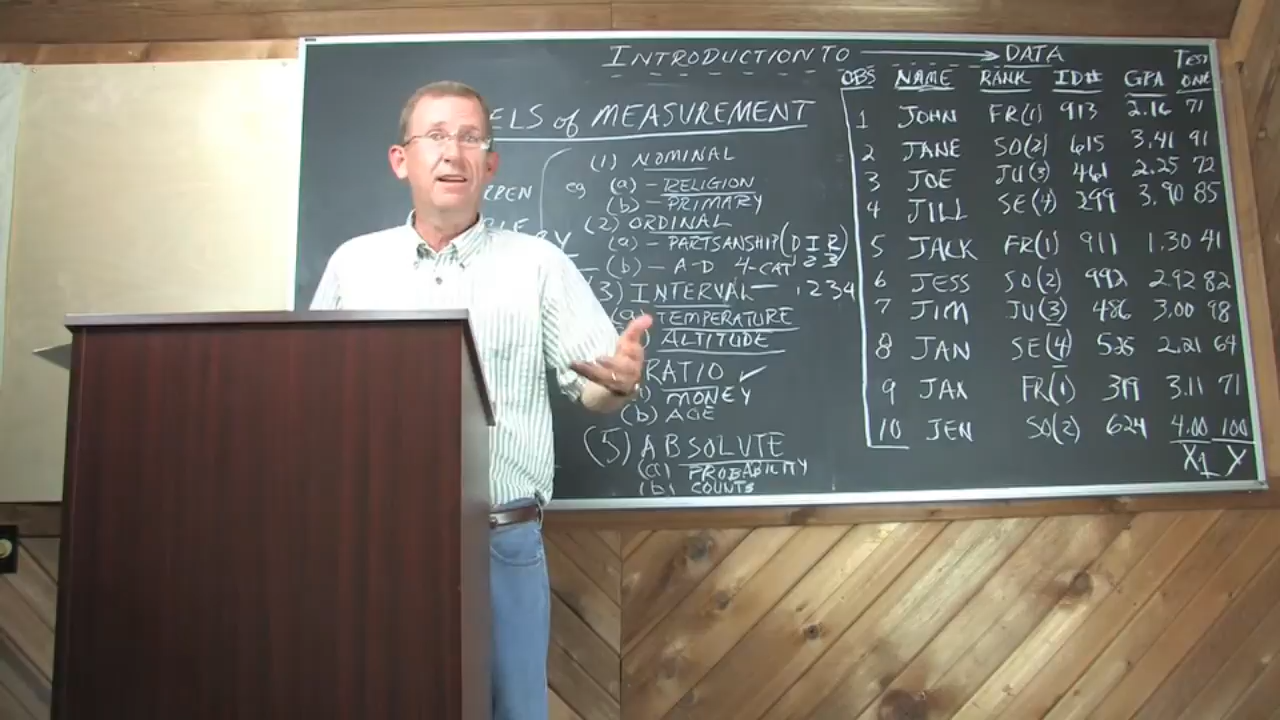 INTRODUCTION TO → DATA
ELS of MEASUREMENT
(1) NOMINAL
eg (a) - RELIGION
(b) - PRIMARY
(2) ORDINAL
(a) - PARTSANSHIP (D I R)
1 2 3
(b) - A-D 4-CAT
3) INTERVAL - 1 2 3 4
(a) TEMPERATURE
ALTITUDE
RATIO ✓
MONEY
(b) AGE
(5) ABSOLUTE
(a) PROBABILITY
(b) COUNTS
OBS NAME RANK ID# GPA TEST ONE
1 JOHN FR(1) 913 2.16 71
2 JANE SO(2) 615 3.41 91
3 JOE JU(3) 461 2.25 72
4 JILL SE(4) 299 3.90 85
5 JACK FR(1) 911 1.30 41
6 JESS SO(2) 992 2.92 82
7 JIM JU(3) 486 3.00 98
8 JAN SE(4) 525 2.21 64
9 JAX FR(1) 3.11 71
10 JEN SO(2) 624 4.00 100
X1 Y